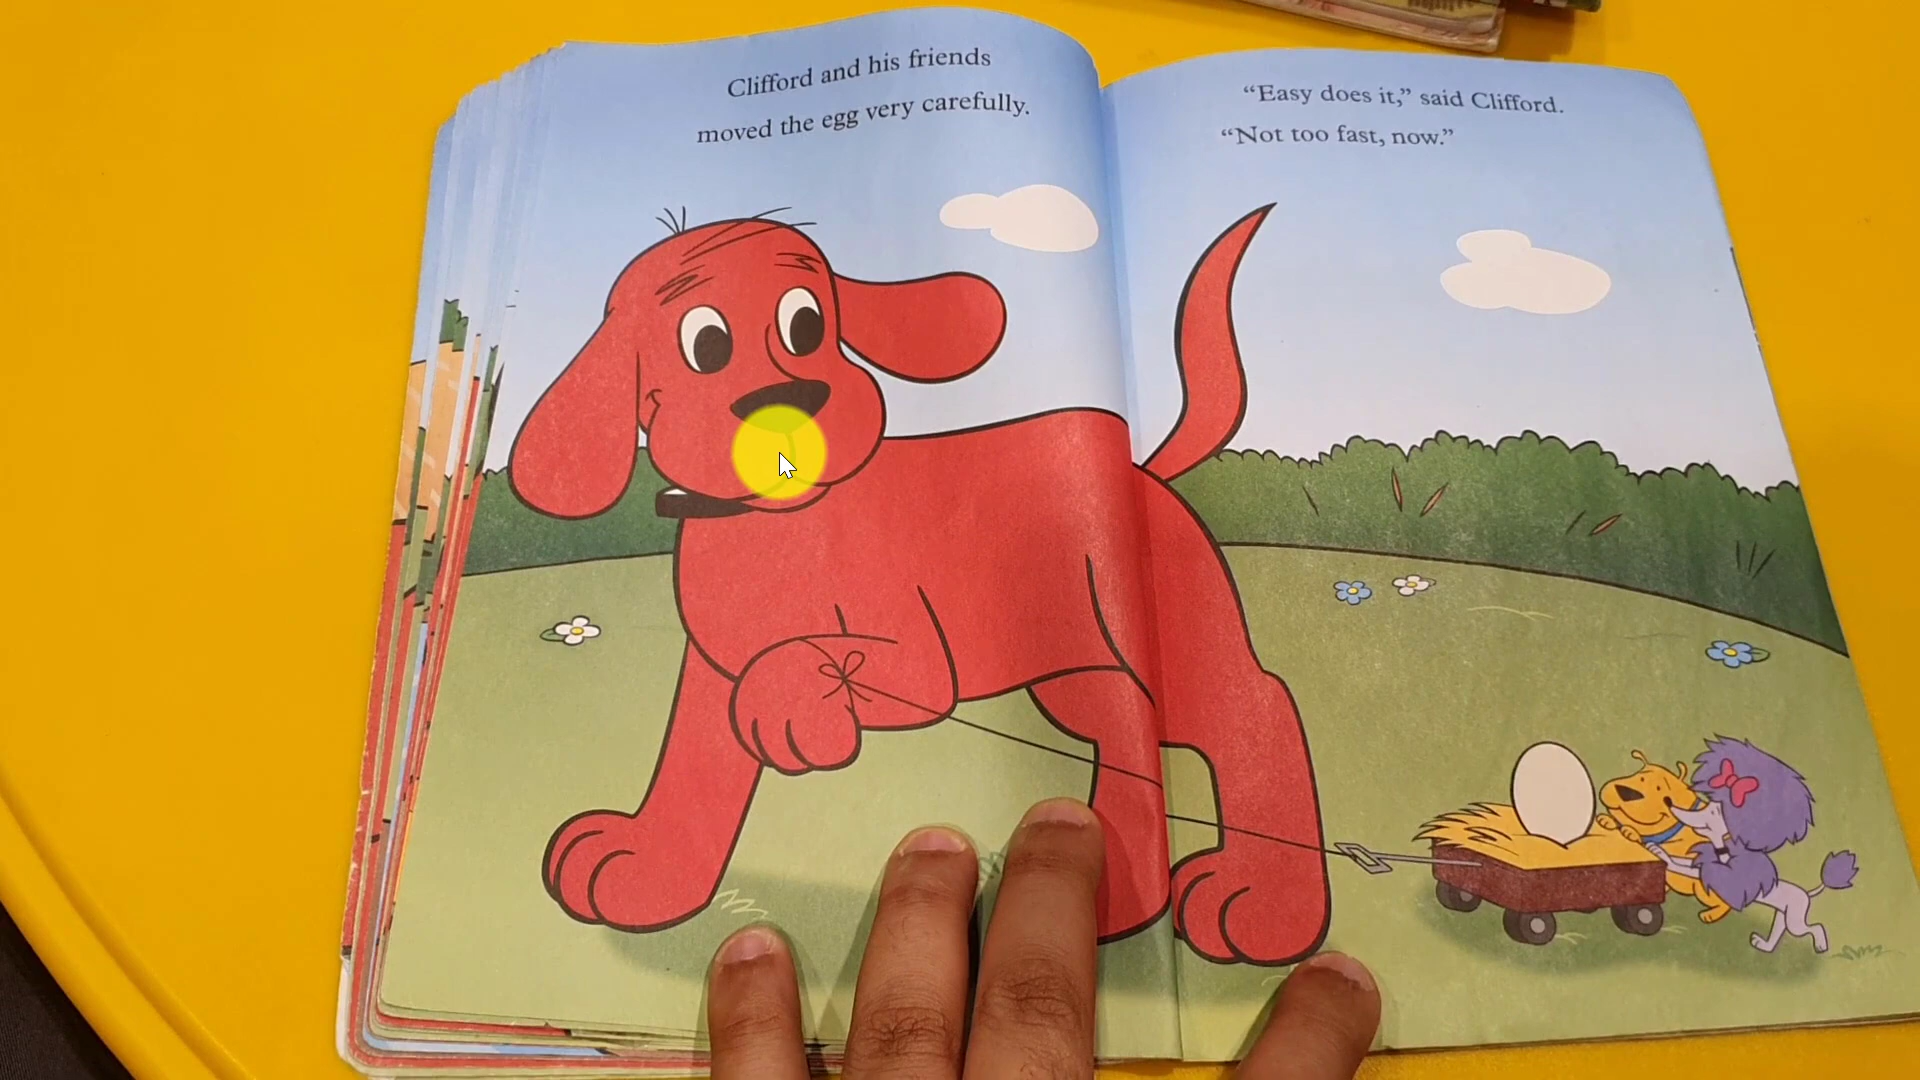 Clifford and his friends
moved the egg very carefully.
“Easy does it,” said Clifford.
“Not too fast, now.”